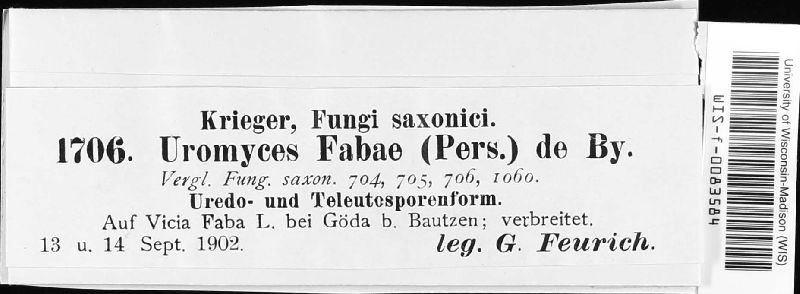 Krieger, Fungi saxonici.
1706. Uromyces Fabae (Pers.) de By.
Vergl. Fung. saxon. 704, 705, 706, 1060.
Uredo- und Teleutosporenform.
Auf Vicia Faba L. bei Göda b. Bautzen; verbreitet.
13 u. 14 Sept. 1902. leg. G. Feurich.
University of Wisconsin-Madison (WIS)
WIS-f-0083584